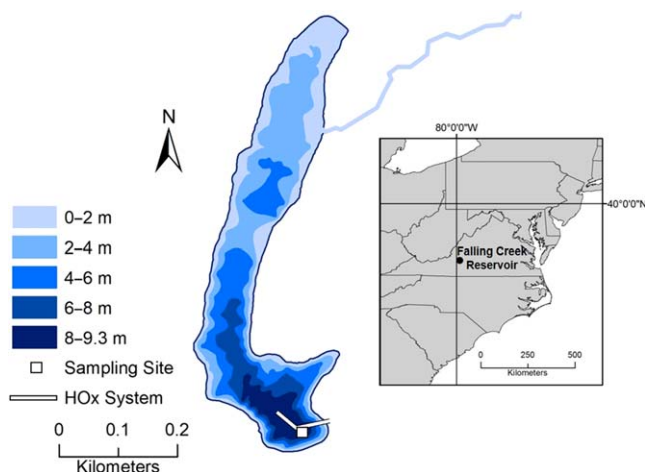 N
0–2 m
2–4 m
4–6 m
6–8 m
8–9.3 m
Sampling Site
HOx System
0 0.1 0.2
Kilometers
80°0'0"W
40°0'0"N
Falling Creek
Reservoir
0 250 500
Kilometers